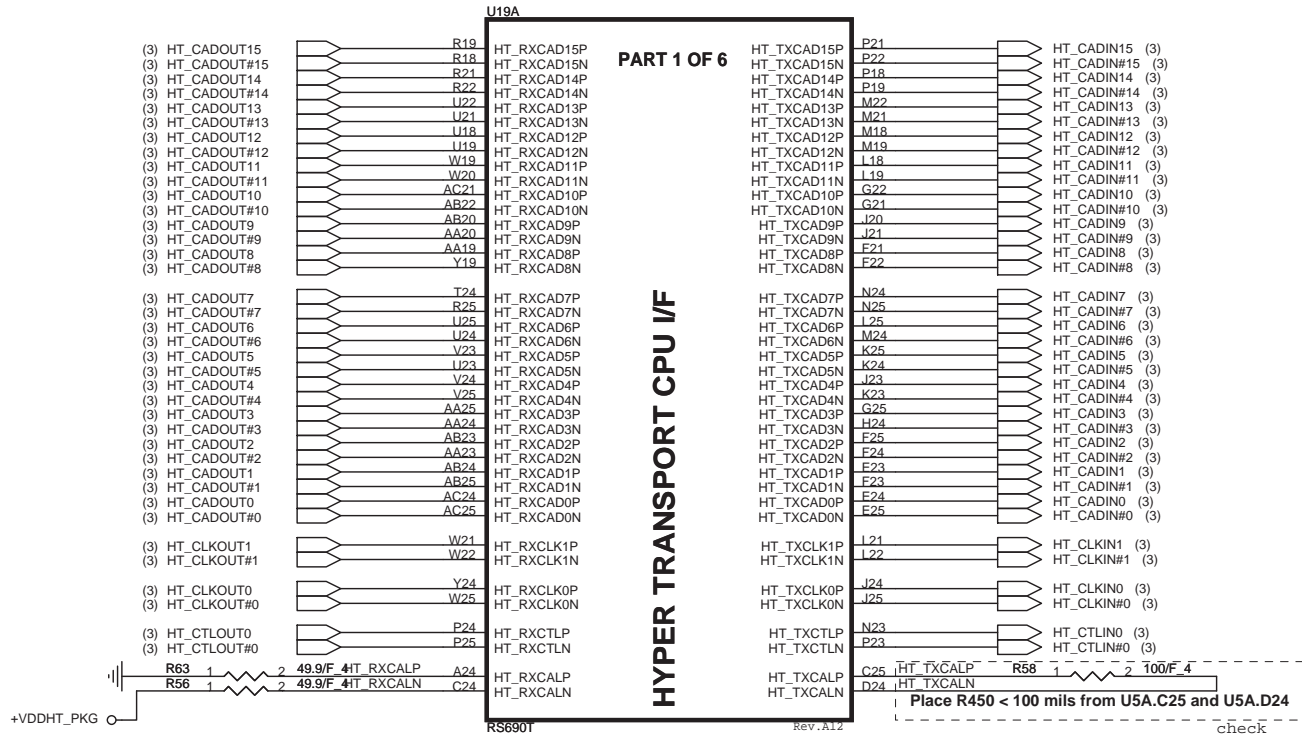 U19A
PART 1 OF 6
HYPER TRANSPORT CPU I/F
(3) HT_CADOUT15 R19 HT_RXCAD15P HT_TXCAD15P P21 HT_CADIN15 (3)
(3) HT_CADOUT#15 R18 HT_RXCAD15N HT_TXCAD15N P22 HT_CADIN#15 (3)
(3) HT_CADOUT14 R21 HT_RXCAD14P HT_TXCAD14P P18 HT_CADIN14 (3)
(3) HT_CADOUT#14 R22 HT_RXCAD14N HT_TXCAD14N P19 HT_CADIN#14 (3)
(3) HT_CADOUT13 U22 HT_RXCAD13P HT_TXCAD13P M22 HT_CADIN13 (3)
(3) HT_CADOUT#13 U21 HT_RXCAD13N HT_TXCAD13N M21 HT_CADIN#13 (3)
(3) HT_CADOUT12 U18 HT_RXCAD12P HT_TXCAD12P M18 HT_CADIN12 (3)
(3) HT_CADOUT#12 U19 HT_RXCAD12N HT_TXCAD12N M19 HT_CADIN#12 (3)
(3) HT_CADOUT11 W19 HT_RXCAD11P HT_TXCAD11P L18 HT_CADIN11 (3)
(3) HT_CADOUT#11 W20 HT_RXCAD11N HT_TXCAD11N L19 HT_CADIN#11 (3)
(3) HT_CADOUT10 AC21 HT_RXCAD10P HT_TXCAD10P G22 HT_CADIN10 (3)
(3) HT_CADOUT#10 AB22 HT_RXCAD10N HT_TXCAD10N G21 HT_CADIN#10 (3)
(3) HT_CADOUT9 AB20 HT_RXCAD9P HT_TXCAD9P J20 HT_CADIN9 (3)
(3) HT_CADOUT#9 AA20 HT_RXCAD9N HT_TXCAD9N J21 HT_CADIN#9 (3)
(3) HT_CADOUT8 AA19 HT_RXCAD8P HT_TXCAD8P F21 HT_CADIN8 (3)
(3) HT_CADOUT#8 Y19 HT_RXCAD8N HT_TXCAD8N F22 HT_CADIN#8 (3)
(3) HT_CADOUT7 T24 HT_RXCAD7P HT_TXCAD7P N24 HT_CADIN7 (3)
(3) HT_CADOUT#7 R25 HT_RXCAD7N HT_TXCAD7N N25 HT_CADIN#7 (3)
(3) HT_CADOUT6 U25 HT_RXCAD6P HT_TXCAD6P L25 HT_CADIN6 (3)
(3) HT_CADOUT#6 U24 HT_RXCAD6N HT_TXCAD6N M24 HT_CADIN#6 (3)
(3) HT_CADOUT5 V23 HT_RXCAD5P HT_TXCAD5P K25 HT_CADIN5 (3)
(3) HT_CADOUT#5 U23 HT_RXCAD5N HT_TXCAD5N K24 HT_CADIN#5 (3)
(3) HT_CADOUT4 V24 HT_RXCAD4P HT_TXCAD4P J23 HT_CADIN4 (3)
(3) HT_CADOUT#4 V25 HT_RXCAD4N HT_TXCAD4N K23 HT_CADIN#4 (3)
(3) HT_CADOUT3 AA25 HT_RXCAD3P HT_TXCAD3P G25 HT_CADIN3 (3)
(3) HT_CADOUT#3 AA24 HT_RXCAD3N HT_TXCAD3N H24 HT_CADIN#3 (3)
(3) HT_CADOUT2 AB23 HT_RXCAD2P HT_TXCAD2P F25 HT_CADIN2 (3)
(3) HT_CADOUT#2 AA23 HT_RXCAD2N HT_TXCAD2N F24 HT_CADIN#2 (3)
(3) HT_CADOUT1 AB24 HT_RXCAD1P HT_TXCAD1P E23 HT_CADIN1 (3)
(3) HT_CADOUT#1 AB25 HT_RXCAD1N HT_TXCAD1N F23 HT_CADIN#1 (3)
(3) HT_CADOUT0 AC24 HT_RXCAD0P HT_TXCAD0P E24 HT_CADIN0 (3)
(3) HT_CADOUT#0 AC25 HT_RXCAD0N HT_TXCAD0N E25 HT_CADIN#0 (3)
(3) HT_CLKOUT1 W21 HT_RXCLK1P HT_TXCLK1P L21 HT_CLKIN1 (3)
(3) HT_CLKOUT#1 W22 HT_RXCLK1N HT_TXCLK1N L22 HT_CLKIN#1 (3)
(3) HT_CLKOUT0 Y24 HT_RXCLK0P HT_TXCLK0P J24 HT_CLKIN0 (3)
(3) HT_CLKOUT#0 W25 HT_RXCLK0N HT_TXCLK0N J25 HT_CLKIN#0 (3)
(3) HT_CTLOUT0 P24 HT_RXCTLP HT_TXCTLP N23 HT_CTLIN0 (3)
(3) HT_CTLOUT#0 P25 HT_RXCTLN HT_TXCTLN P23 HT_CTLIN#0 (3)
R63 1 2 49.9/F_4 HT_RXCALP A24 HT_RXCALP HT_TXCALP C25 HT_TXCALP R58 1 2 100/F_4
R56 1 2 49.9/F_4 HT_RXCALN C24 HT_RXCALN HT_TXCALN D24 HT_TXCALN
Place R450 < 100 mils from U5A.C25 and U5A.D24
+VDDHT_PKG
RS690T
Rev.A12
check